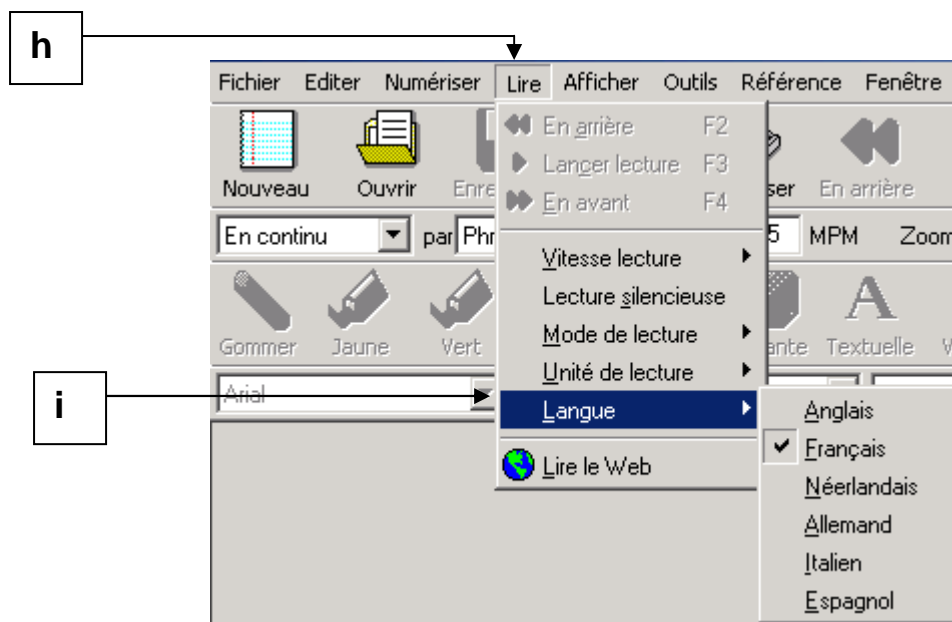 h
Fichier Editer Numériser Lire Afficher Outils Référence Fenêtre
En arrière F2
Lancer lecture F3
En avant F4
Nouveau Ouvrir En arrière
En continu par MPM
Vitesse lecture
Lecture silencieuse
Mode de lecture
Unité de lecture
Langue
Lire le Web
Gommer Jaune Vert Textuelle
i
Arial
Anglais
Français
Néerlandais
Allemand
Italien
Espagnol